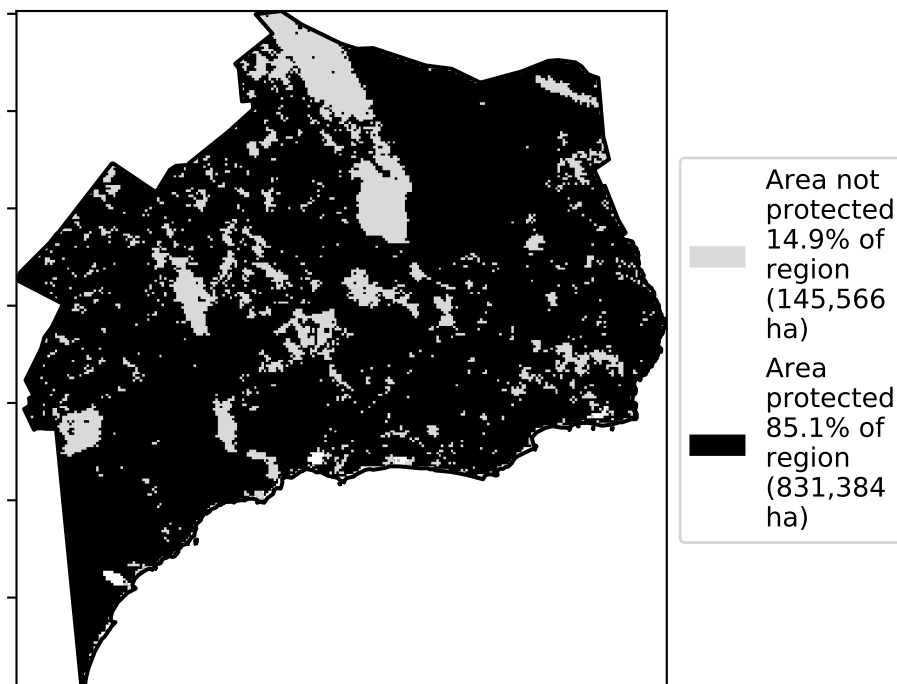 Area not
protected
14.9% of
region
(145,566
ha)
Area
protected
85.1% of
region
(831,384
ha)